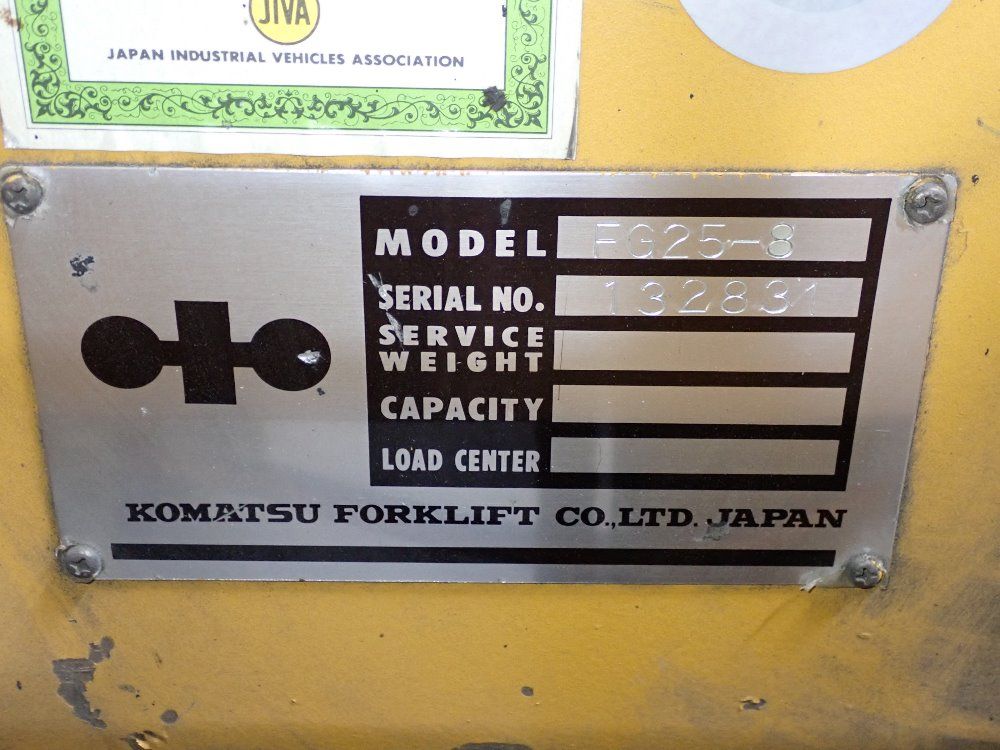 JIVA
JAPAN INDUSTRIAL VEHICLES ASSOCIATION
MODEL FG25-8
SERIAL NO. 132831
SERVICE
WEIGHT
CAPACITY
LOAD CENTER
KOMATSU FORKLIFT CO.,LTD. JAPAN